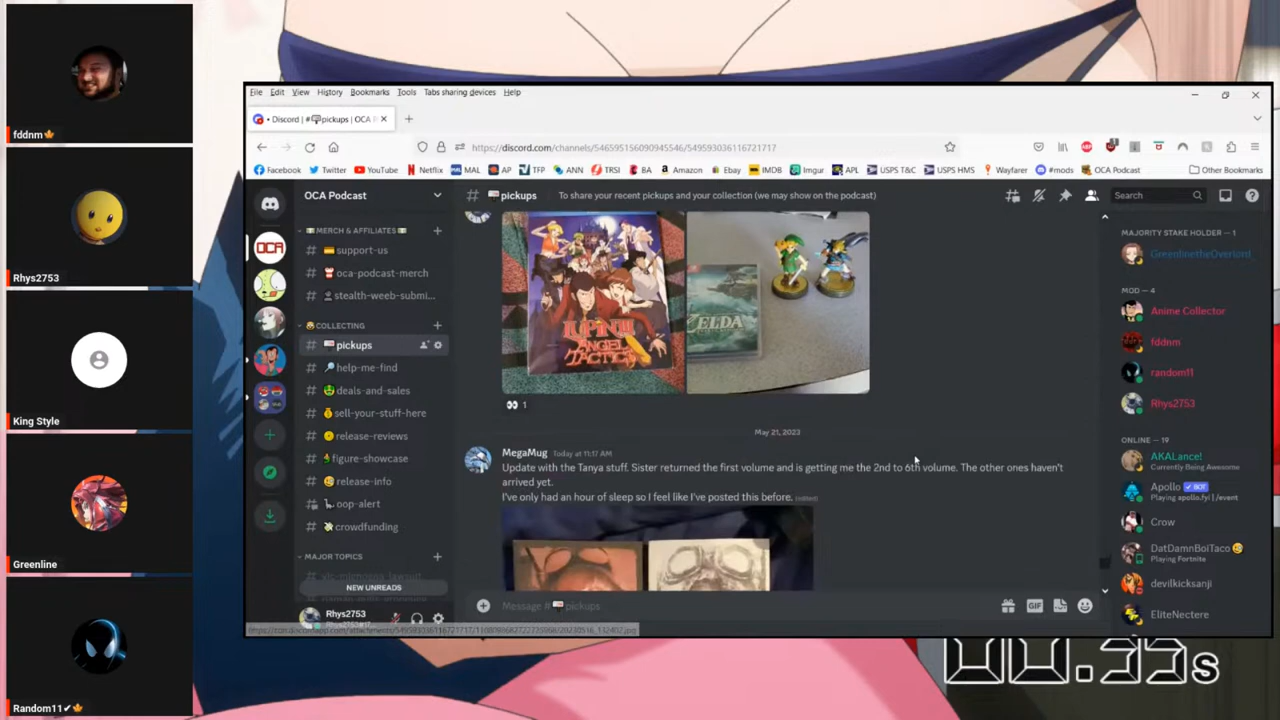 fddnm🍁
Rhys2753
King Style
Greenline
Random11✔🍁
File Edit View History Bookmarks Tools Tabs sharing devices Help
• Discord | #pickups | OCA P
https://discord.com/channels/546595156090945546/549593036116721717
Facebook Twitter YouTube Netflix MAL AP TFP ANN TRSI BA Amazon Ebay IMDB Imgur APL USPS T&C USPS HMS Wayfarer #mods OCA Podcast Other Bookmarks
OCA Podcast
pickups To share your recent pickups and your collection (we may show on the podcast)
Search
OCA
MERCH & AFFILIATES
support-us
oca-podcast-merch
stealth-weeb-submi...
COLLECTING
pickups
help-me-find
deals-and-sales
sell-your-stuff-here
release-reviews
figure-showcase
release-info
oop-alert
crowdfunding
MAJOR TOPICS
NEW UNREADS
Rhys2753
LUPIN III
ANGEL
TACTICS
ZELDA
1
May 21, 2023
MegaMug Today at 11:17 AM
Update with the Tanya stuff. Sister returned the first volume and is getting me the 2nd to 6th volume. The other ones haven't
arrived yet.
I've only had an hour of sleep so I feel like I've posted this before. (edited)
Message #pickups
GIF
MAJORITY STAKE HOLDER — 1
GreenlinetheOverlord
MOD — 4
Anime Collector
fddnm
random11
Rhys2753
ONLINE — 19
AKALance!
Currently Being Awesome
Apollo ✔ BOT
Playing apollo.fyi | /event
Crow
DatDamnBoiTaco
Playing Fortnite
devilkicksanji
EliteNectere